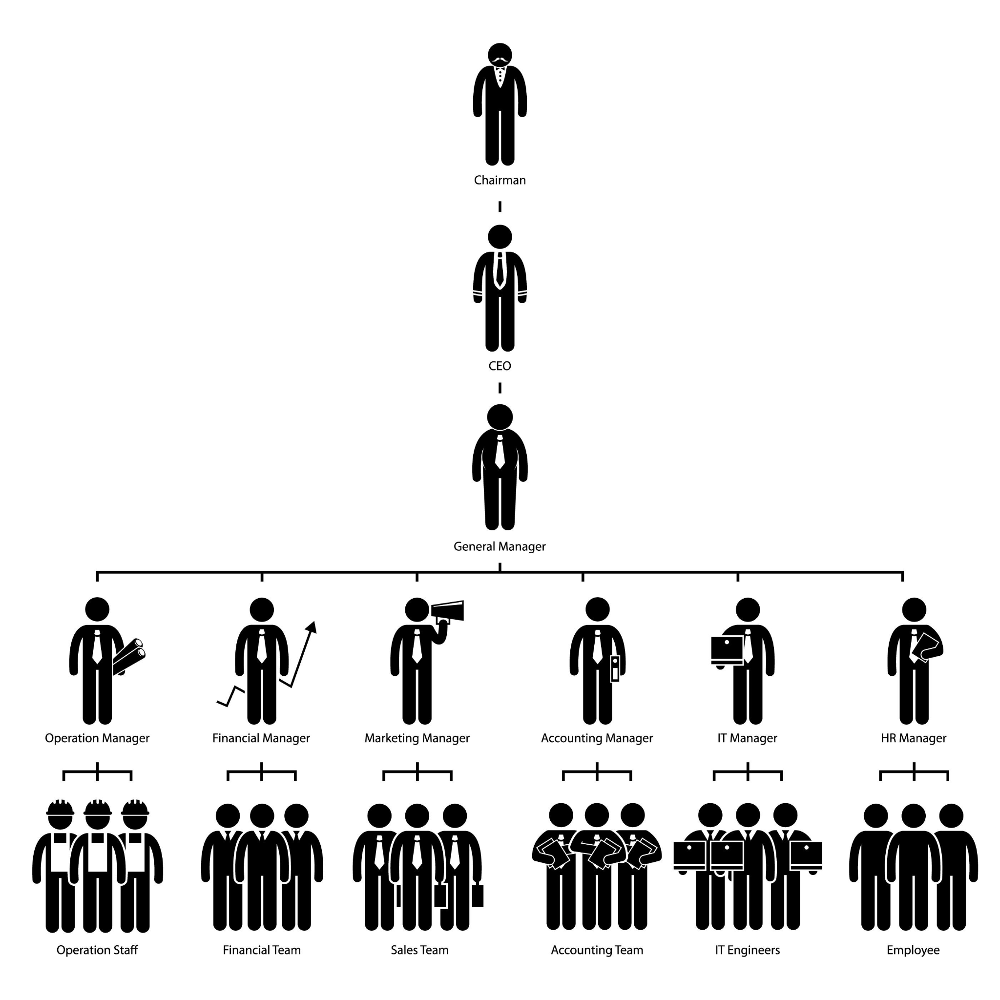 Chairman
CEO
General Manager
Operation Manager
Financial Manager
Marketing Manager
Accounting Manager
IT Manager
HR Manager
Operation Staff
Financial Team
Sales Team
Accounting Team
IT Engineers
Employee